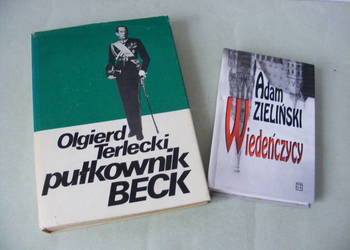 Olgierd
Terlecki
pułkownik
BECK
Adam
ZIELIŃSKI
Wiedeńczycy